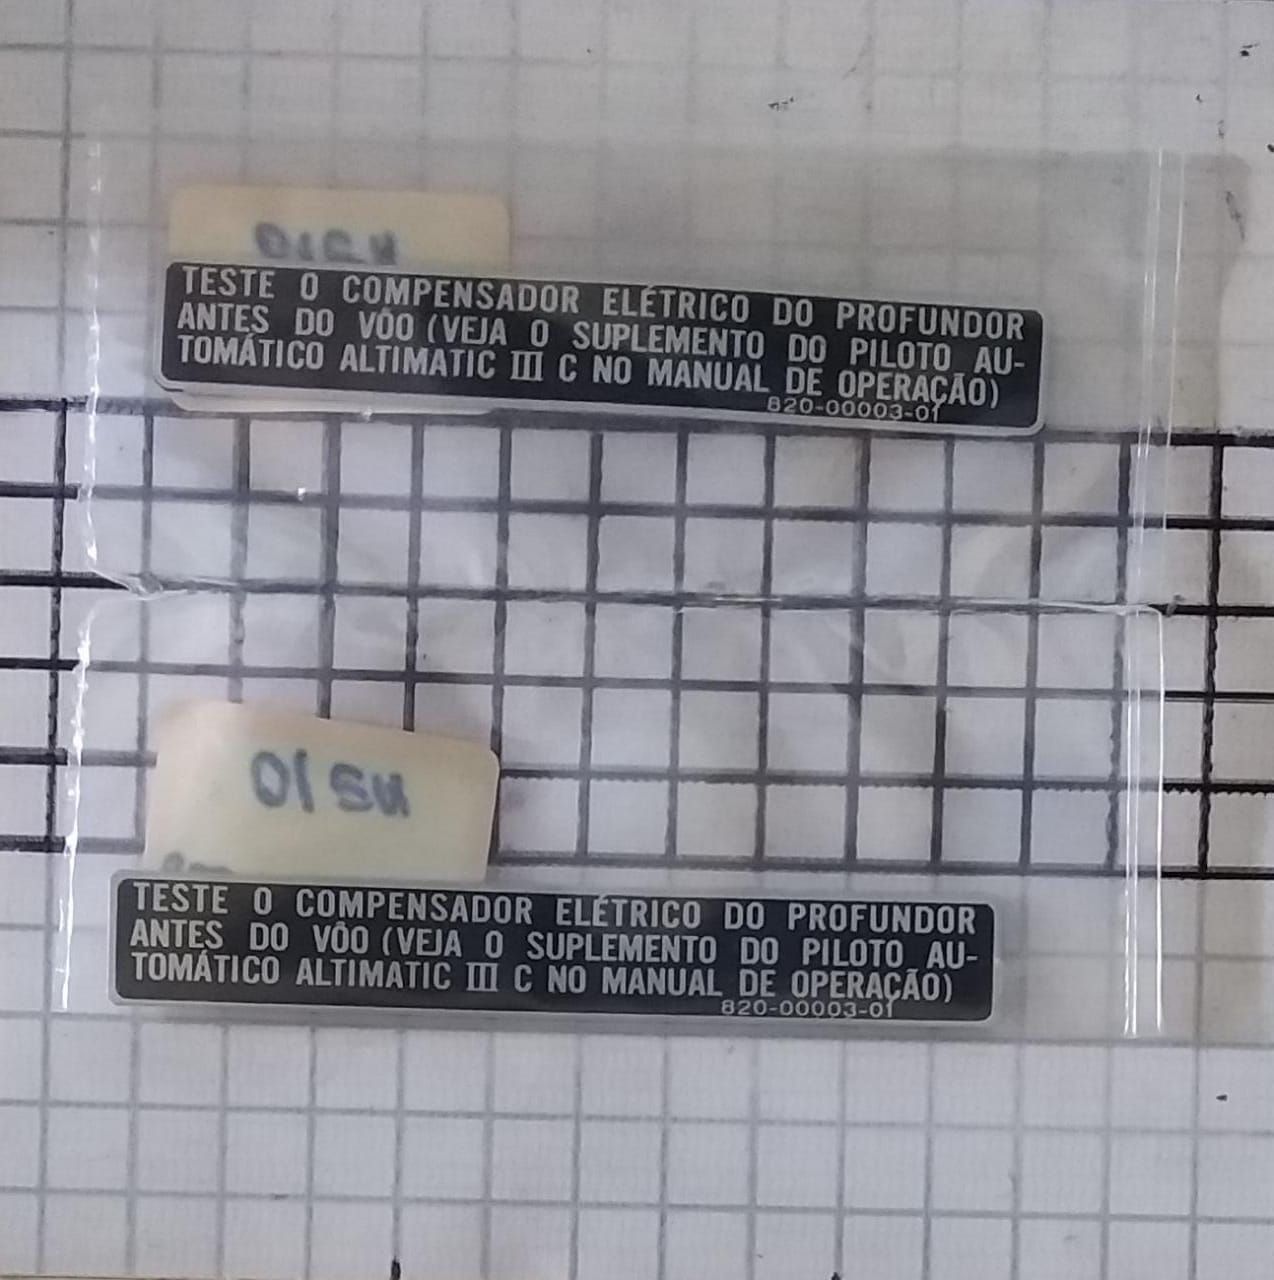 TESTE O COMPENSADOR ELÉTRICO DO PROFUNDOR
ANTES DO VÔO (VEJA O SUPLEMENTO DO PILOTO AU-
TOMÁTICO ALTIMATIC III C NO MANUAL DE OPERAÇÃO)
820-00003-01
TESTE O COMPENSADOR ELÉTRICO DO PROFUNDOR
ANTES DO VÔO (VEJA O SUPLEMENTO DO PILOTO AU-
TOMÁTICO ALTIMATIC III C NO MANUAL DE OPERAÇÃO)
820-00003-01